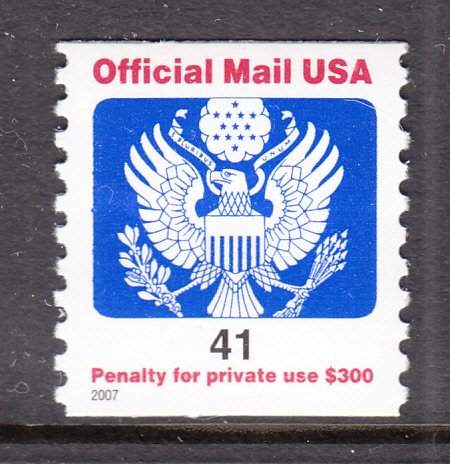 Official Mail USA
E PLURIBUS UNUM
41
Penalty for private use $300
2007